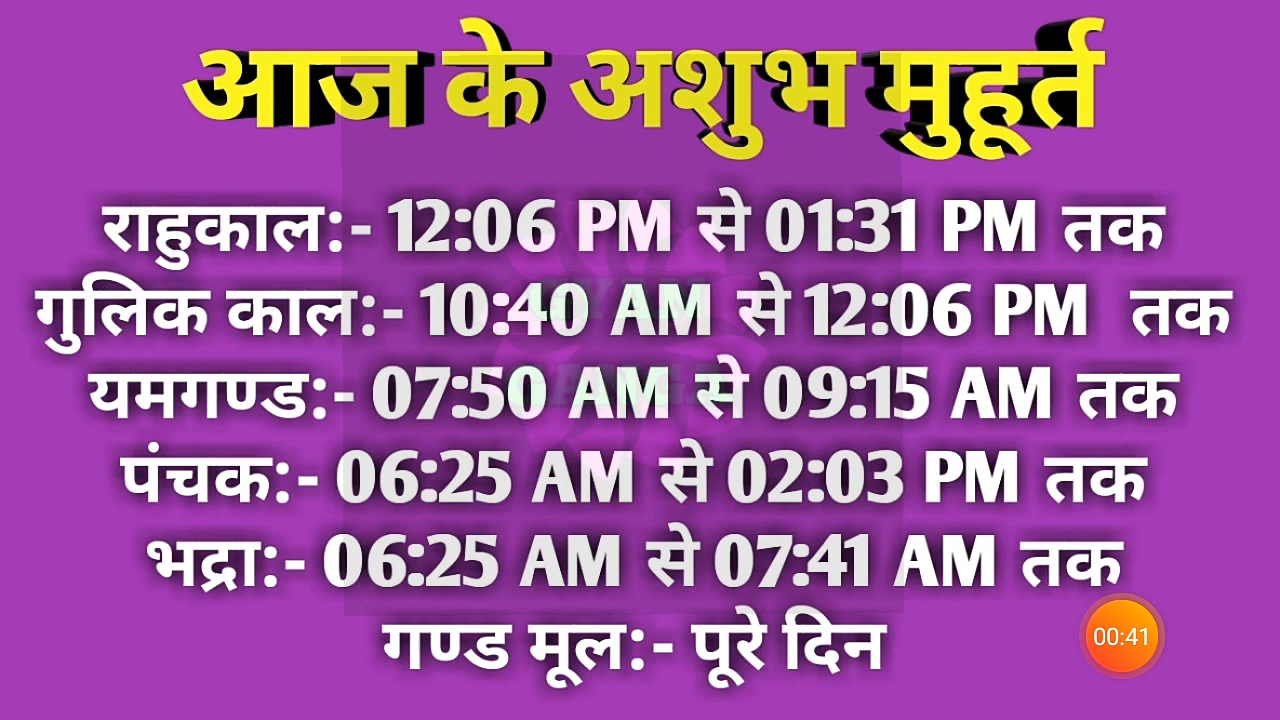 आज के अशुभ मुहूर्त
राहुकाल:- 12:06 PM से 01:31 PM तक
गुलिक काल:- 10:40 AM से 12:06 PM तक
यमगण्ड:- 07:50 AM से 09:15 AM तक
पंचक:- 06:25 AM से 02:03 PM तक
भद्रा:- 06:25 AM से 07:41 AM तक
गण्ड मूल:- पूरे दिन
00:41